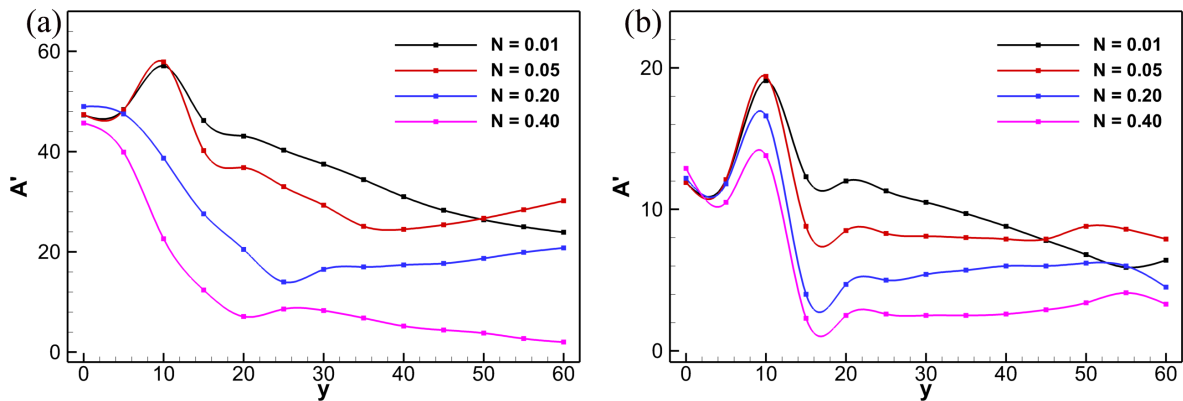 (a)
N = 0.01
N = 0.05
N = 0.20
N = 0.40
A'
60
40
20
0
0 10 20 30 40 50 60
y
(b)
N = 0.01
N = 0.05
N = 0.20
N = 0.40
A'
20
10
0
0 10 20 30 40 50 60
y